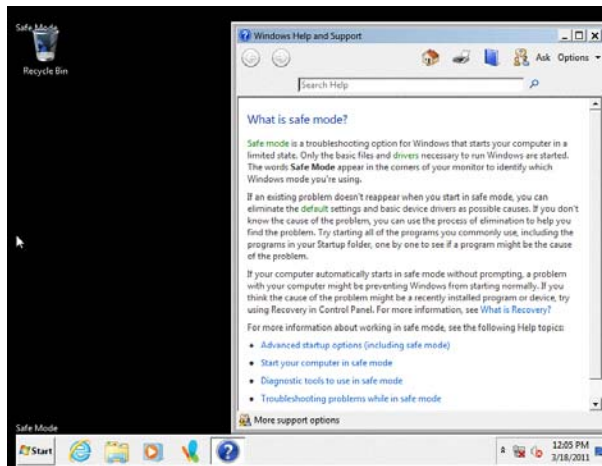 Safe Mode
Recycle Bin
Windows Help and Support
Ask Options
Search Help
What is safe mode?
Safe mode is a troubleshooting option for Windows that starts your computer in a
limited state. Only the basic files and drivers necessary to run Windows are started.
The words Safe Mode appear in the corners of your monitor to identify which
Windows mode you're using.
If an existing problem doesn't reappear when you start in safe mode, you can
eliminate the default settings and basic device drivers as possible causes. If you don't
know the cause of the problem, you can use the process of elimination to help you
find the problem. Try starting all of the programs you commonly use, including the
programs in your Startup folder, one by one to see if a program might be the cause
of the problem.
If your computer automatically starts in safe mode without prompting, a problem
with your computer might be preventing Windows from starting normally. If you
think the cause of the problem might be a recently installed program or device, try
using Recovery in Control Panel. For more information, see What is Recovery?
For more information about working in safe mode, see the following Help topics:
• Advanced startup options (including safe mode)
• Start your computer in safe mode
• Diagnostic tools to use in safe mode
• Troubleshooting problems while in safe mode
More support options
Safe Mode
Start
12:05 PM
3/18/2011